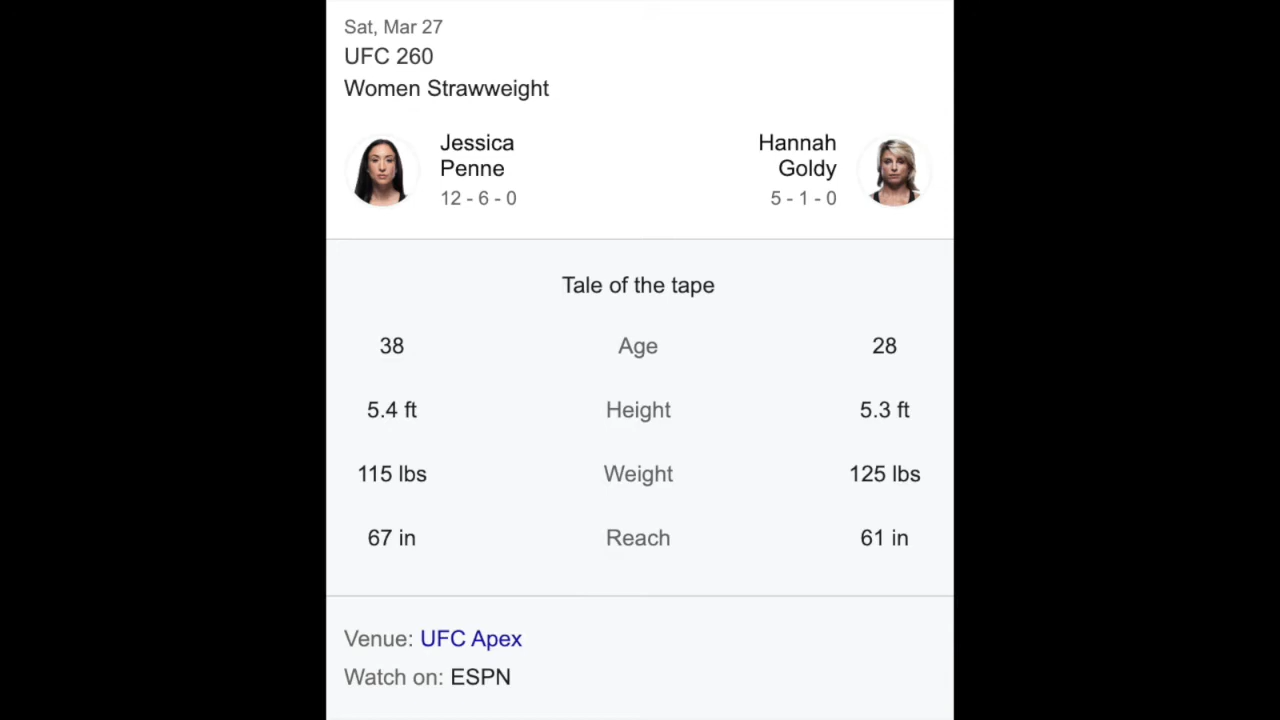 Sat, Mar 27
UFC 260
Women Strawweight
Jessica
Penne
12 - 6 - 0
Hannah
Goldy
5 - 1 - 0
Tale of the tape
38 Age 28
5.4 ft Height 5.3 ft
115 lbs Weight 125 lbs
67 in Reach 61 in
Venue: UFC Apex
Watch on: ESPN